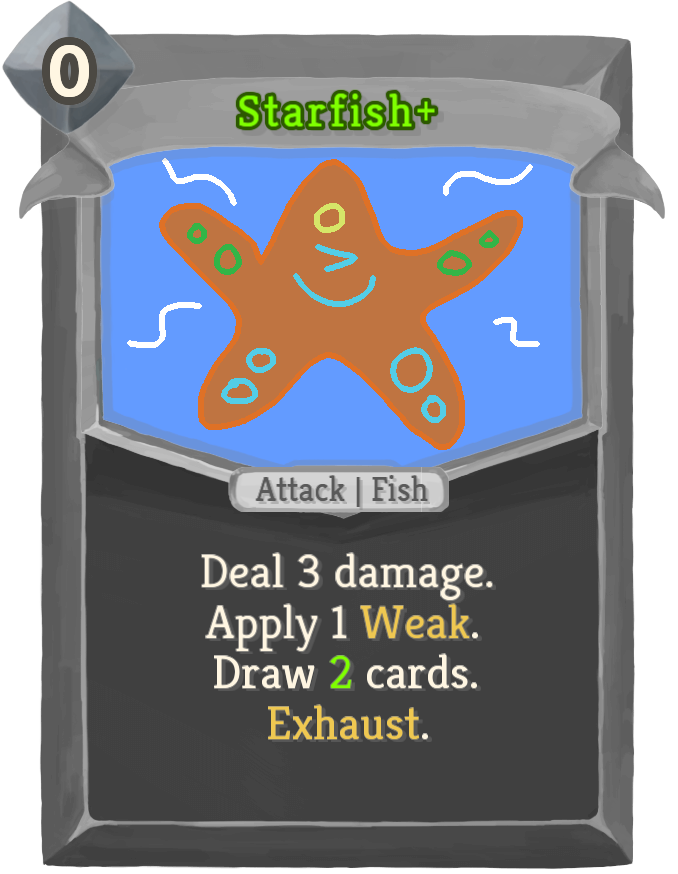 0
Starfish+
Attack | Fish
Deal 3 damage.
Apply 1 Weak.
Draw 2 cards.
Exhaust.